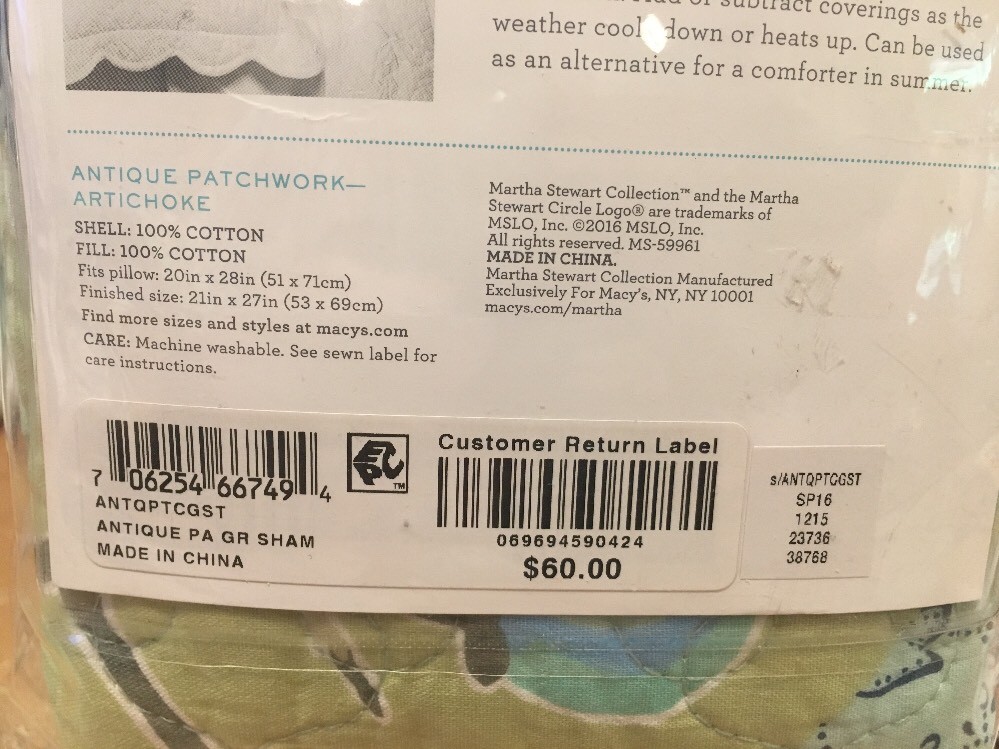 or subtract coverings as the
weather cool down or heats up. Can be used
as an alternative for a comforter in summer.
ANTIQUE PATCHWORK—
ARTICHOKE
SHELL: 100% COTTON
FILL: 100% COTTON
Fits pillow: 20in x 28in (51 x 71cm)
Finished size: 21in x 27in (53 x 69cm)
Find more sizes and styles at macys.com
CARE: Machine washable. See sewn label for
care instructions.
Martha Stewart Collection™ and the Martha
Stewart Circle Logo® are trademarks of
MSLO, Inc. ©2016 MSLO, Inc.
All rights reserved. MS-59961
MADE IN CHINA.
Martha Stewart Collection Manufactured
Exclusively For Macy's, NY, NY 10001
macys.com/martha
7 06254 66749 4
ANTQPTCGST
ANTIQUE PA GR SHAM
MADE IN CHINA
EPC™
Customer Return Label
069694590424
$60.00
s/ANTQPTCGST
SP16
1215
23736
38768